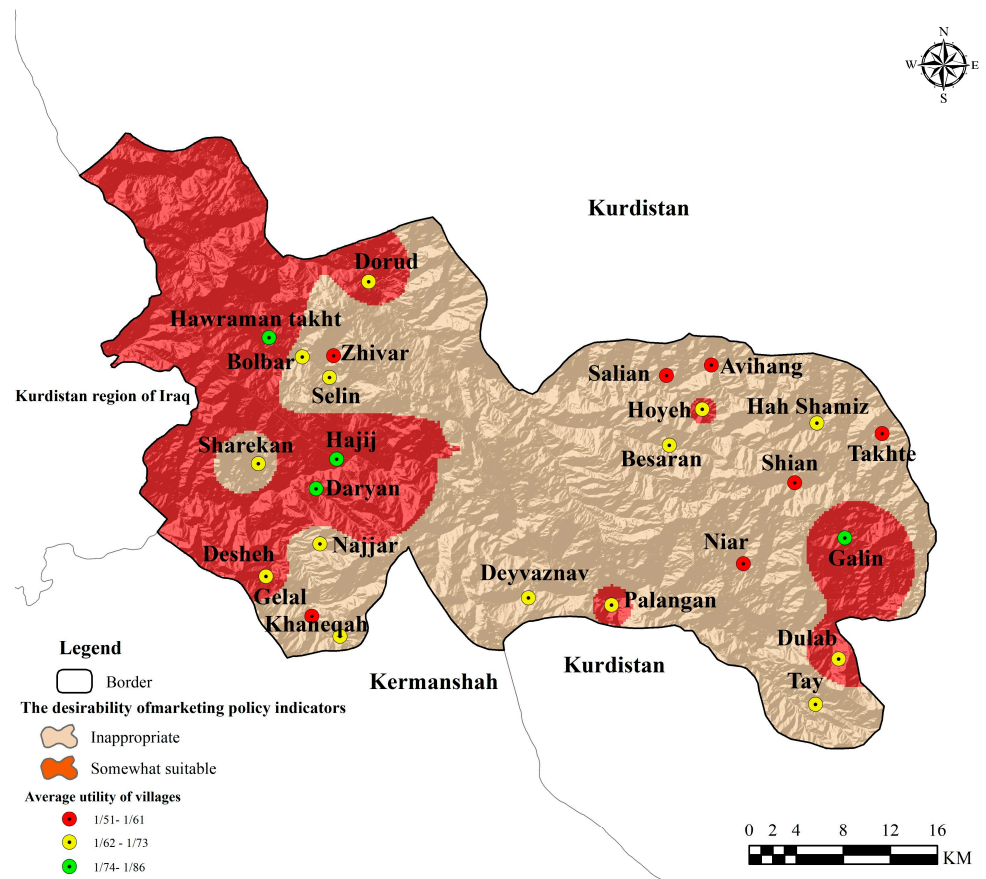 N
W
E
S
Kurdistan
Dorud
Hawraman takht
Bolbar
Zhivar
Selin
Salian
Avihang
Kurdistan region of Iraq
Hoyeh
Hah Shamiz
Sharekan
Hajij
Besaran
Takhte
Shian
Daryan
Niar
Najjar
Galin
Desheh
Deyvaznav
Gelal
Palangan
Khaneqah
Dulab
Kurdistan
Kermanshah
Tay
Legend
Border
The desirability ofmarketing policy indicators
Inappropriate
Somewhat suitable
Average utility of villages
1/51- 1/61
1/62 - 1/73
1/74- 1/86
0 2 4 8 12 16
KM